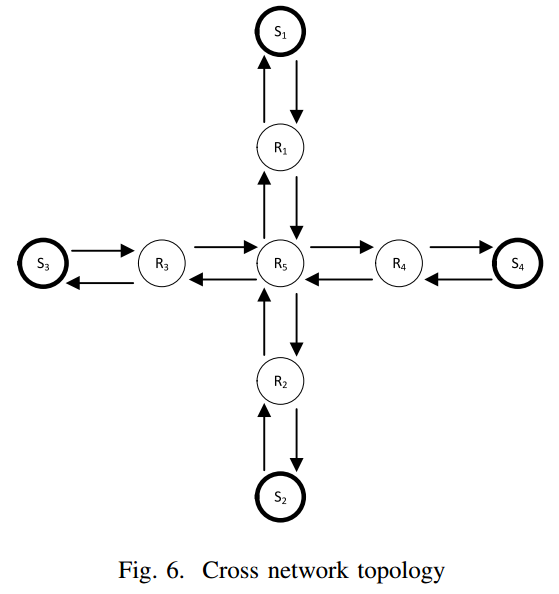 S₁
R₁
S₃ R₃ R₅ R₄ S₄
R₂
S₂
Fig. 6. Cross network topology